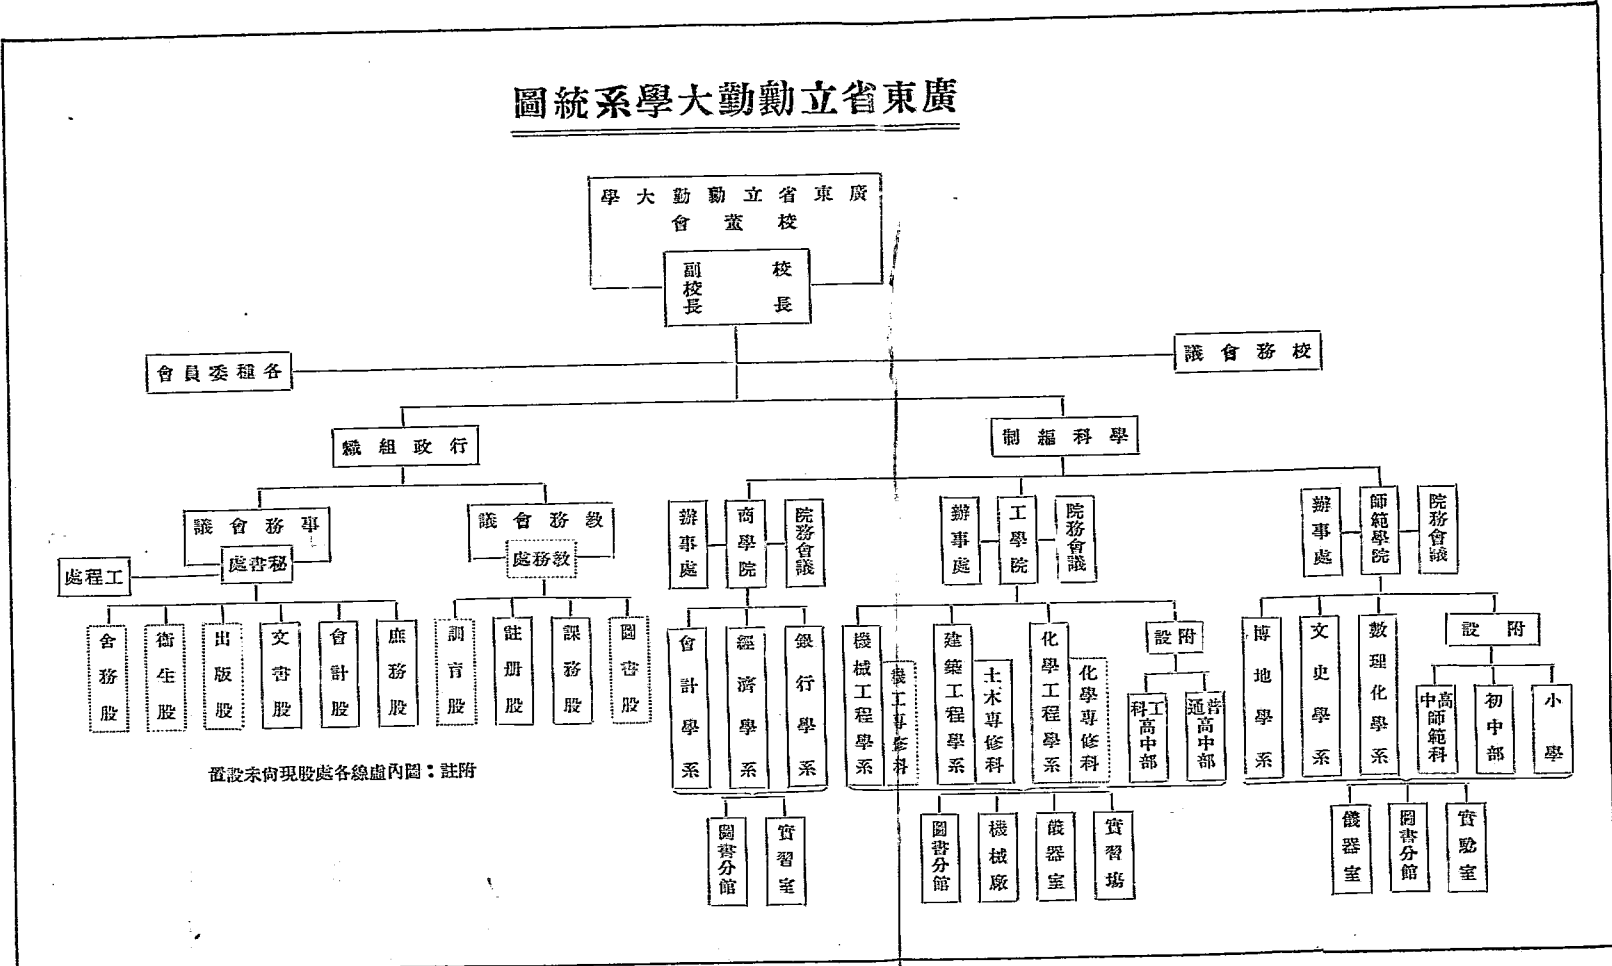 廣東省立勷勤大學系統圖
廣東省立勷勤大學
校董會
校長
副校長
校務會議
各種委員會
學科編制
行政組織
師範學院
院務會議
辦事處
工學院
院務會議
辦事處
商學院
院務會議
辦事處
教務會議
教務處
事務會議
秘書處
工程處
附設
小學
初中部
高中師範科
數理化學系
文史學系
博地學系
附設
普通高中部
工科高中部
化學專修科
化學工程學系
土木專修科
建築工程學系
機工專修科
機械工程學系
銀行學系
經濟學系
會計學系
圖書股
課務股
註册股
訓育股
庶務股
會計股
文書股
出版股
衞生股
舍務股
實驗室
圖書分館
儀器室
實習場
儀器室
機械廠
圖書分館
實習室
圖書分館
附註：圖內虛線各處股現尚未設置